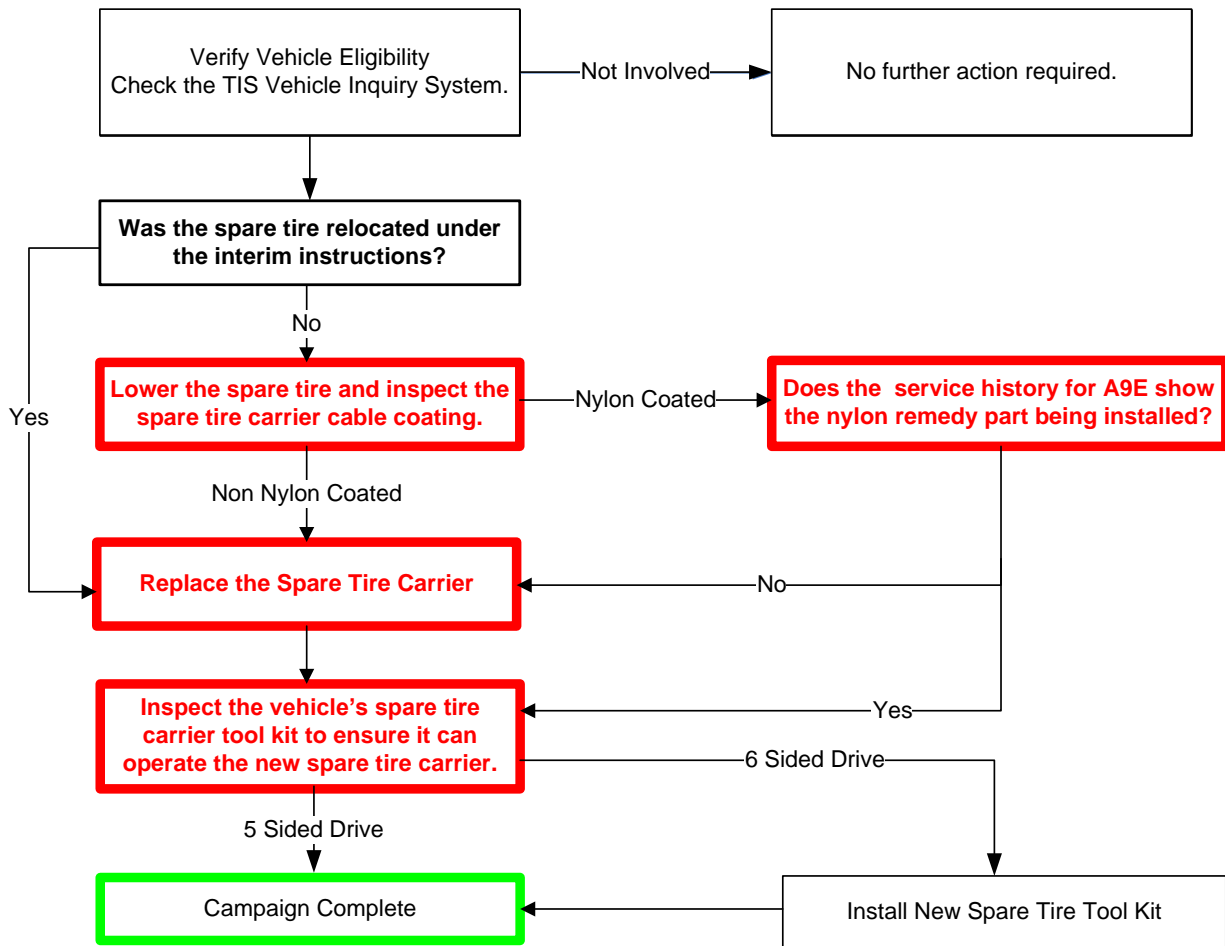 Verify Vehicle Eligibility
Check the TIS Vehicle Inquiry System.
Not Involved
No further action required.
Was the spare tire relocated under
the interim instructions?
No
Yes
Lower the spare tire and inspect the
spare tire carrier cable coating.
Nylon Coated
Does the  service history for A9E show
the nylon remedy part being installed?
Non Nylon Coated
Replace the Spare Tire Carrier
No
Inspect the vehicle’s spare tire
carrier tool kit to ensure it can
operate the new spare tire carrier.
Yes
6 Sided Drive
5 Sided Drive
Campaign Complete
Install New Spare Tire Tool Kit